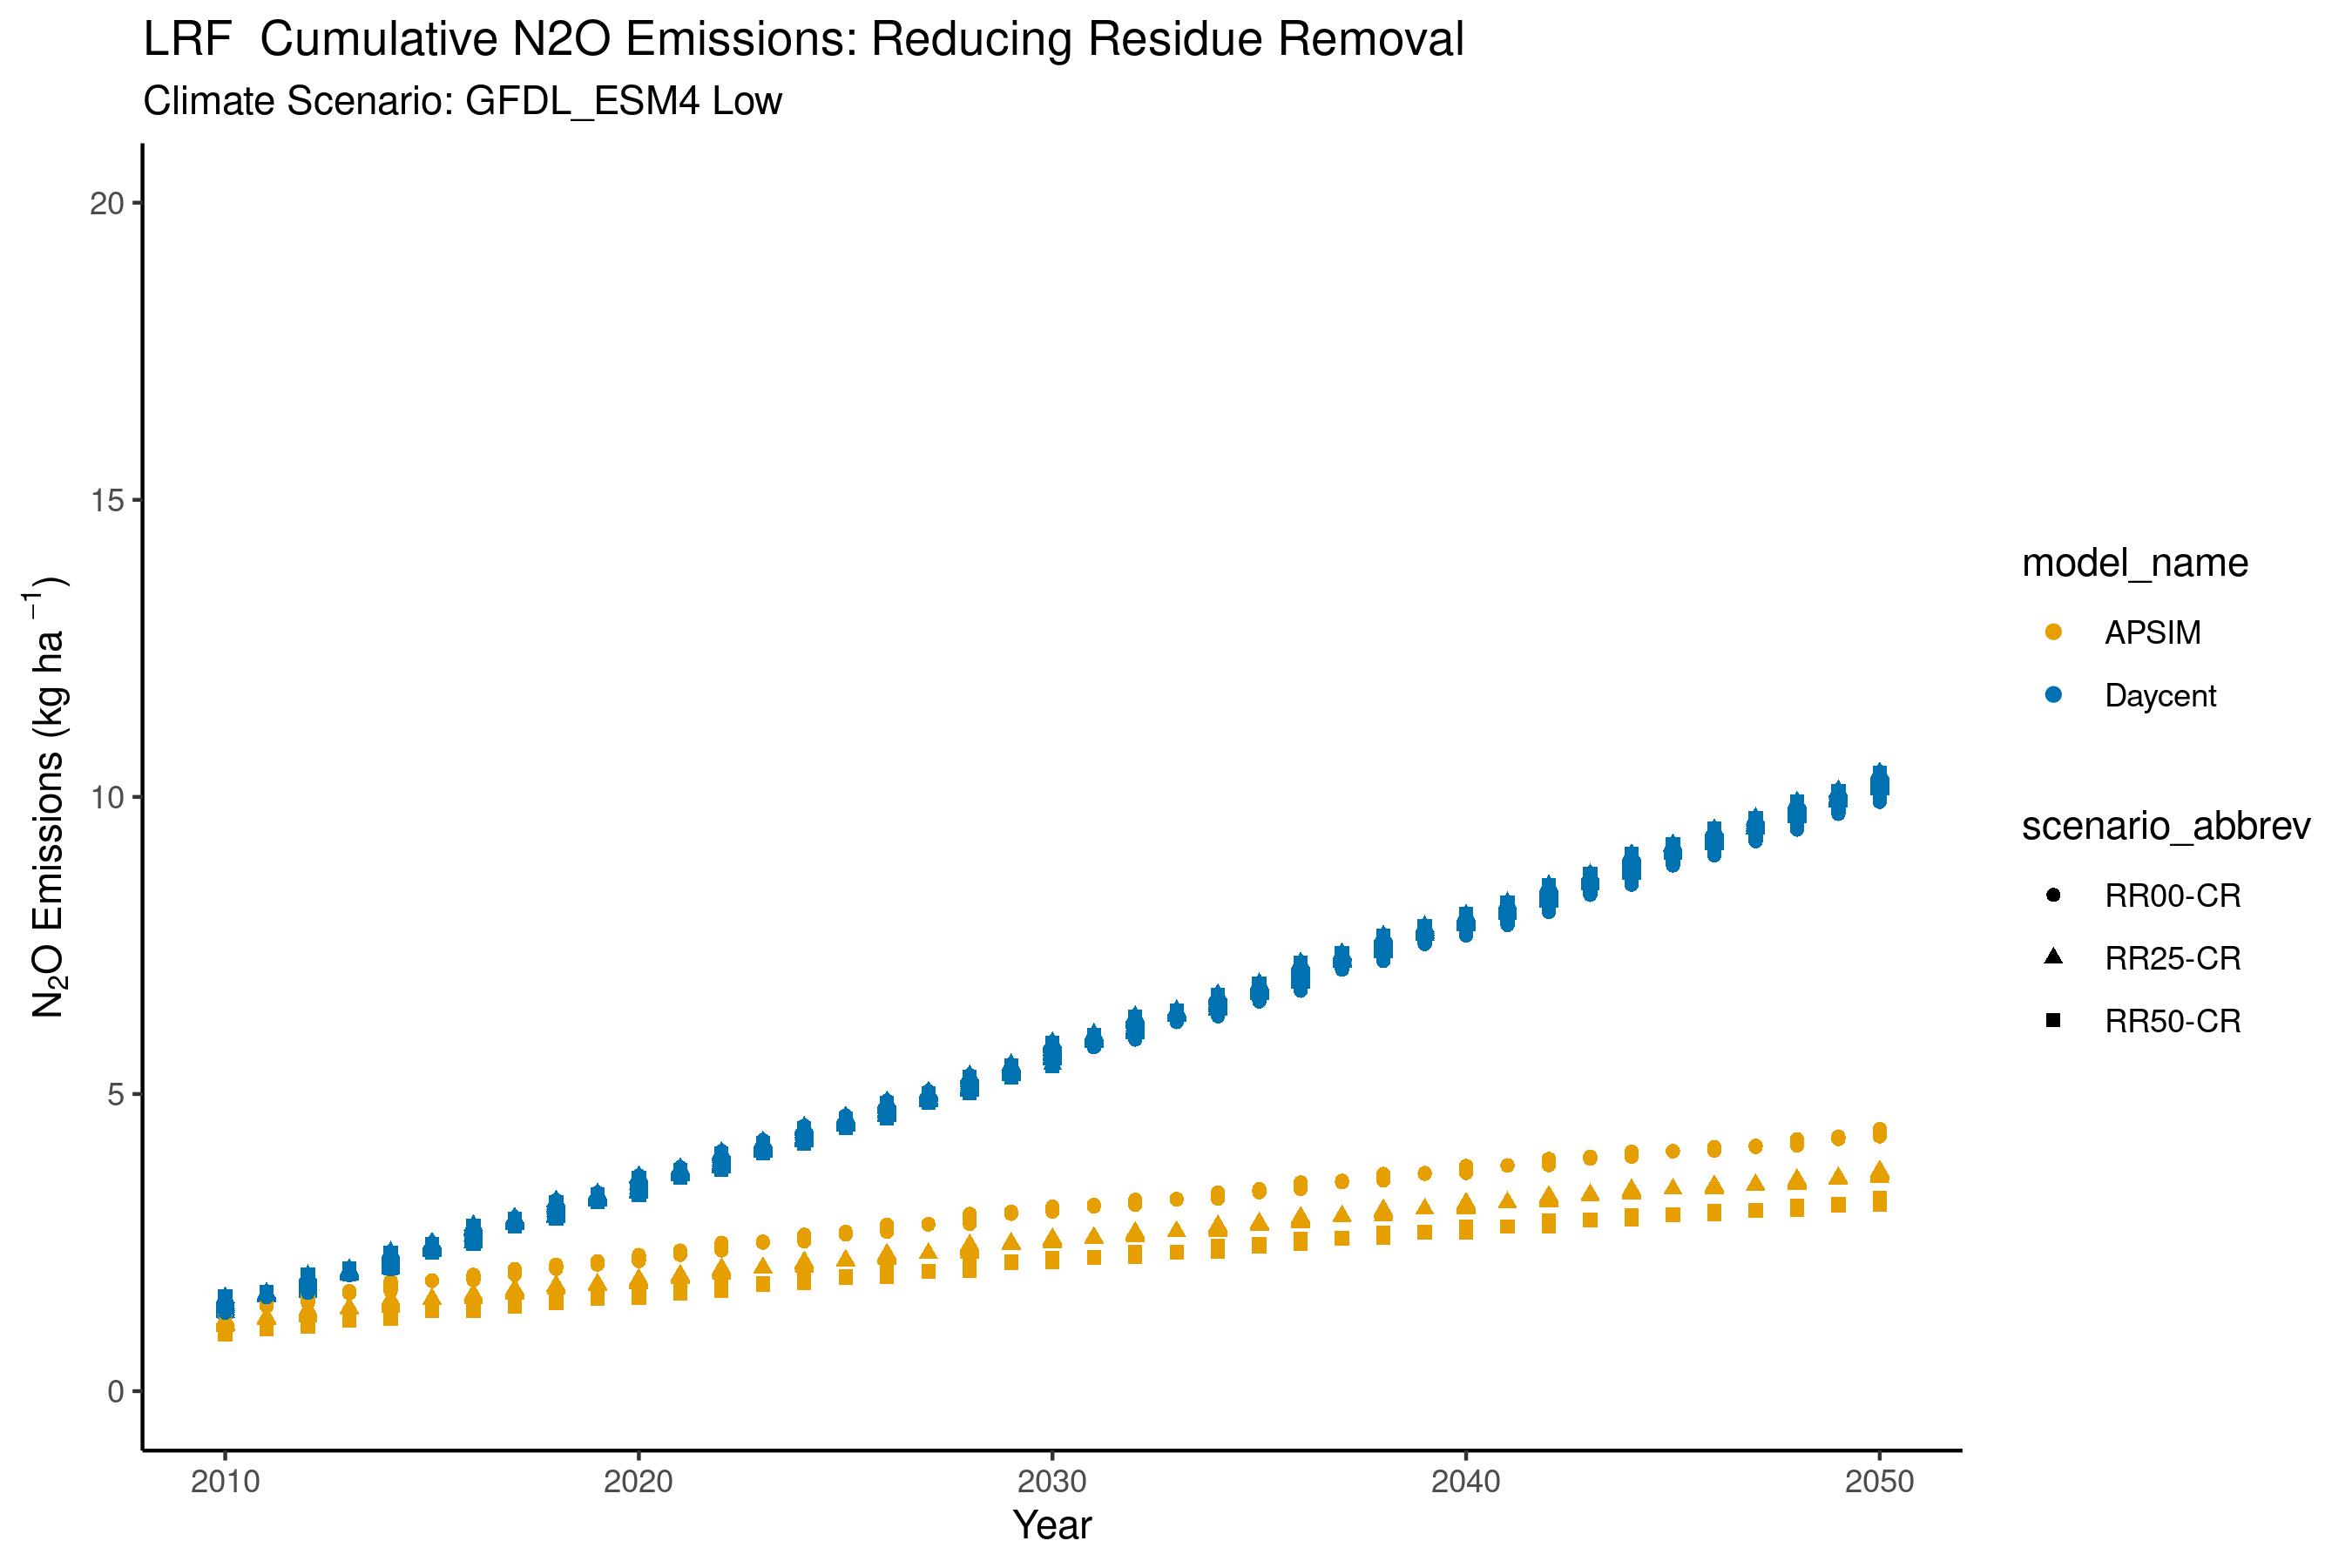 LRF  Cumulative N2O Emissions: Reducing Residue Removal
Climate Scenario: GFDL_ESM4 Low
20
15
10
5
0
N₂O Emissions (kg ha⁻¹)
2010 2020 2030 2040 2050
Year
model_name
APSIM
Daycent
scenario_abbrev
RR00-CR
RR25-CR
RR50-CR